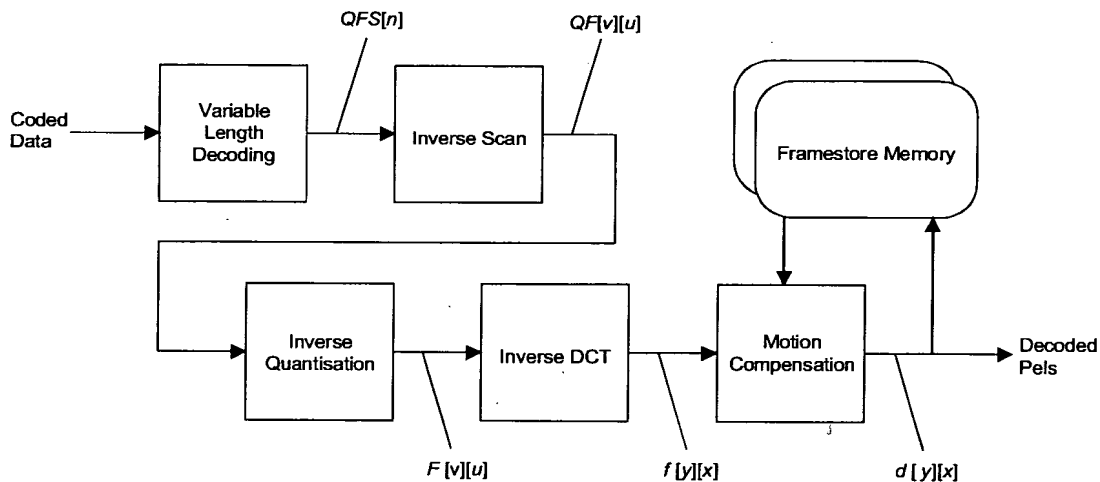 QFS[n]
QF[v][u]
Coded
Data
Variable
Length
Decoding
Inverse Scan
Framestore Memory
Inverse
Quantisation
Inverse DCT
Motion
Compensation
Decoded
Pels
F [v][u]
f [y][x]
d [y][x]